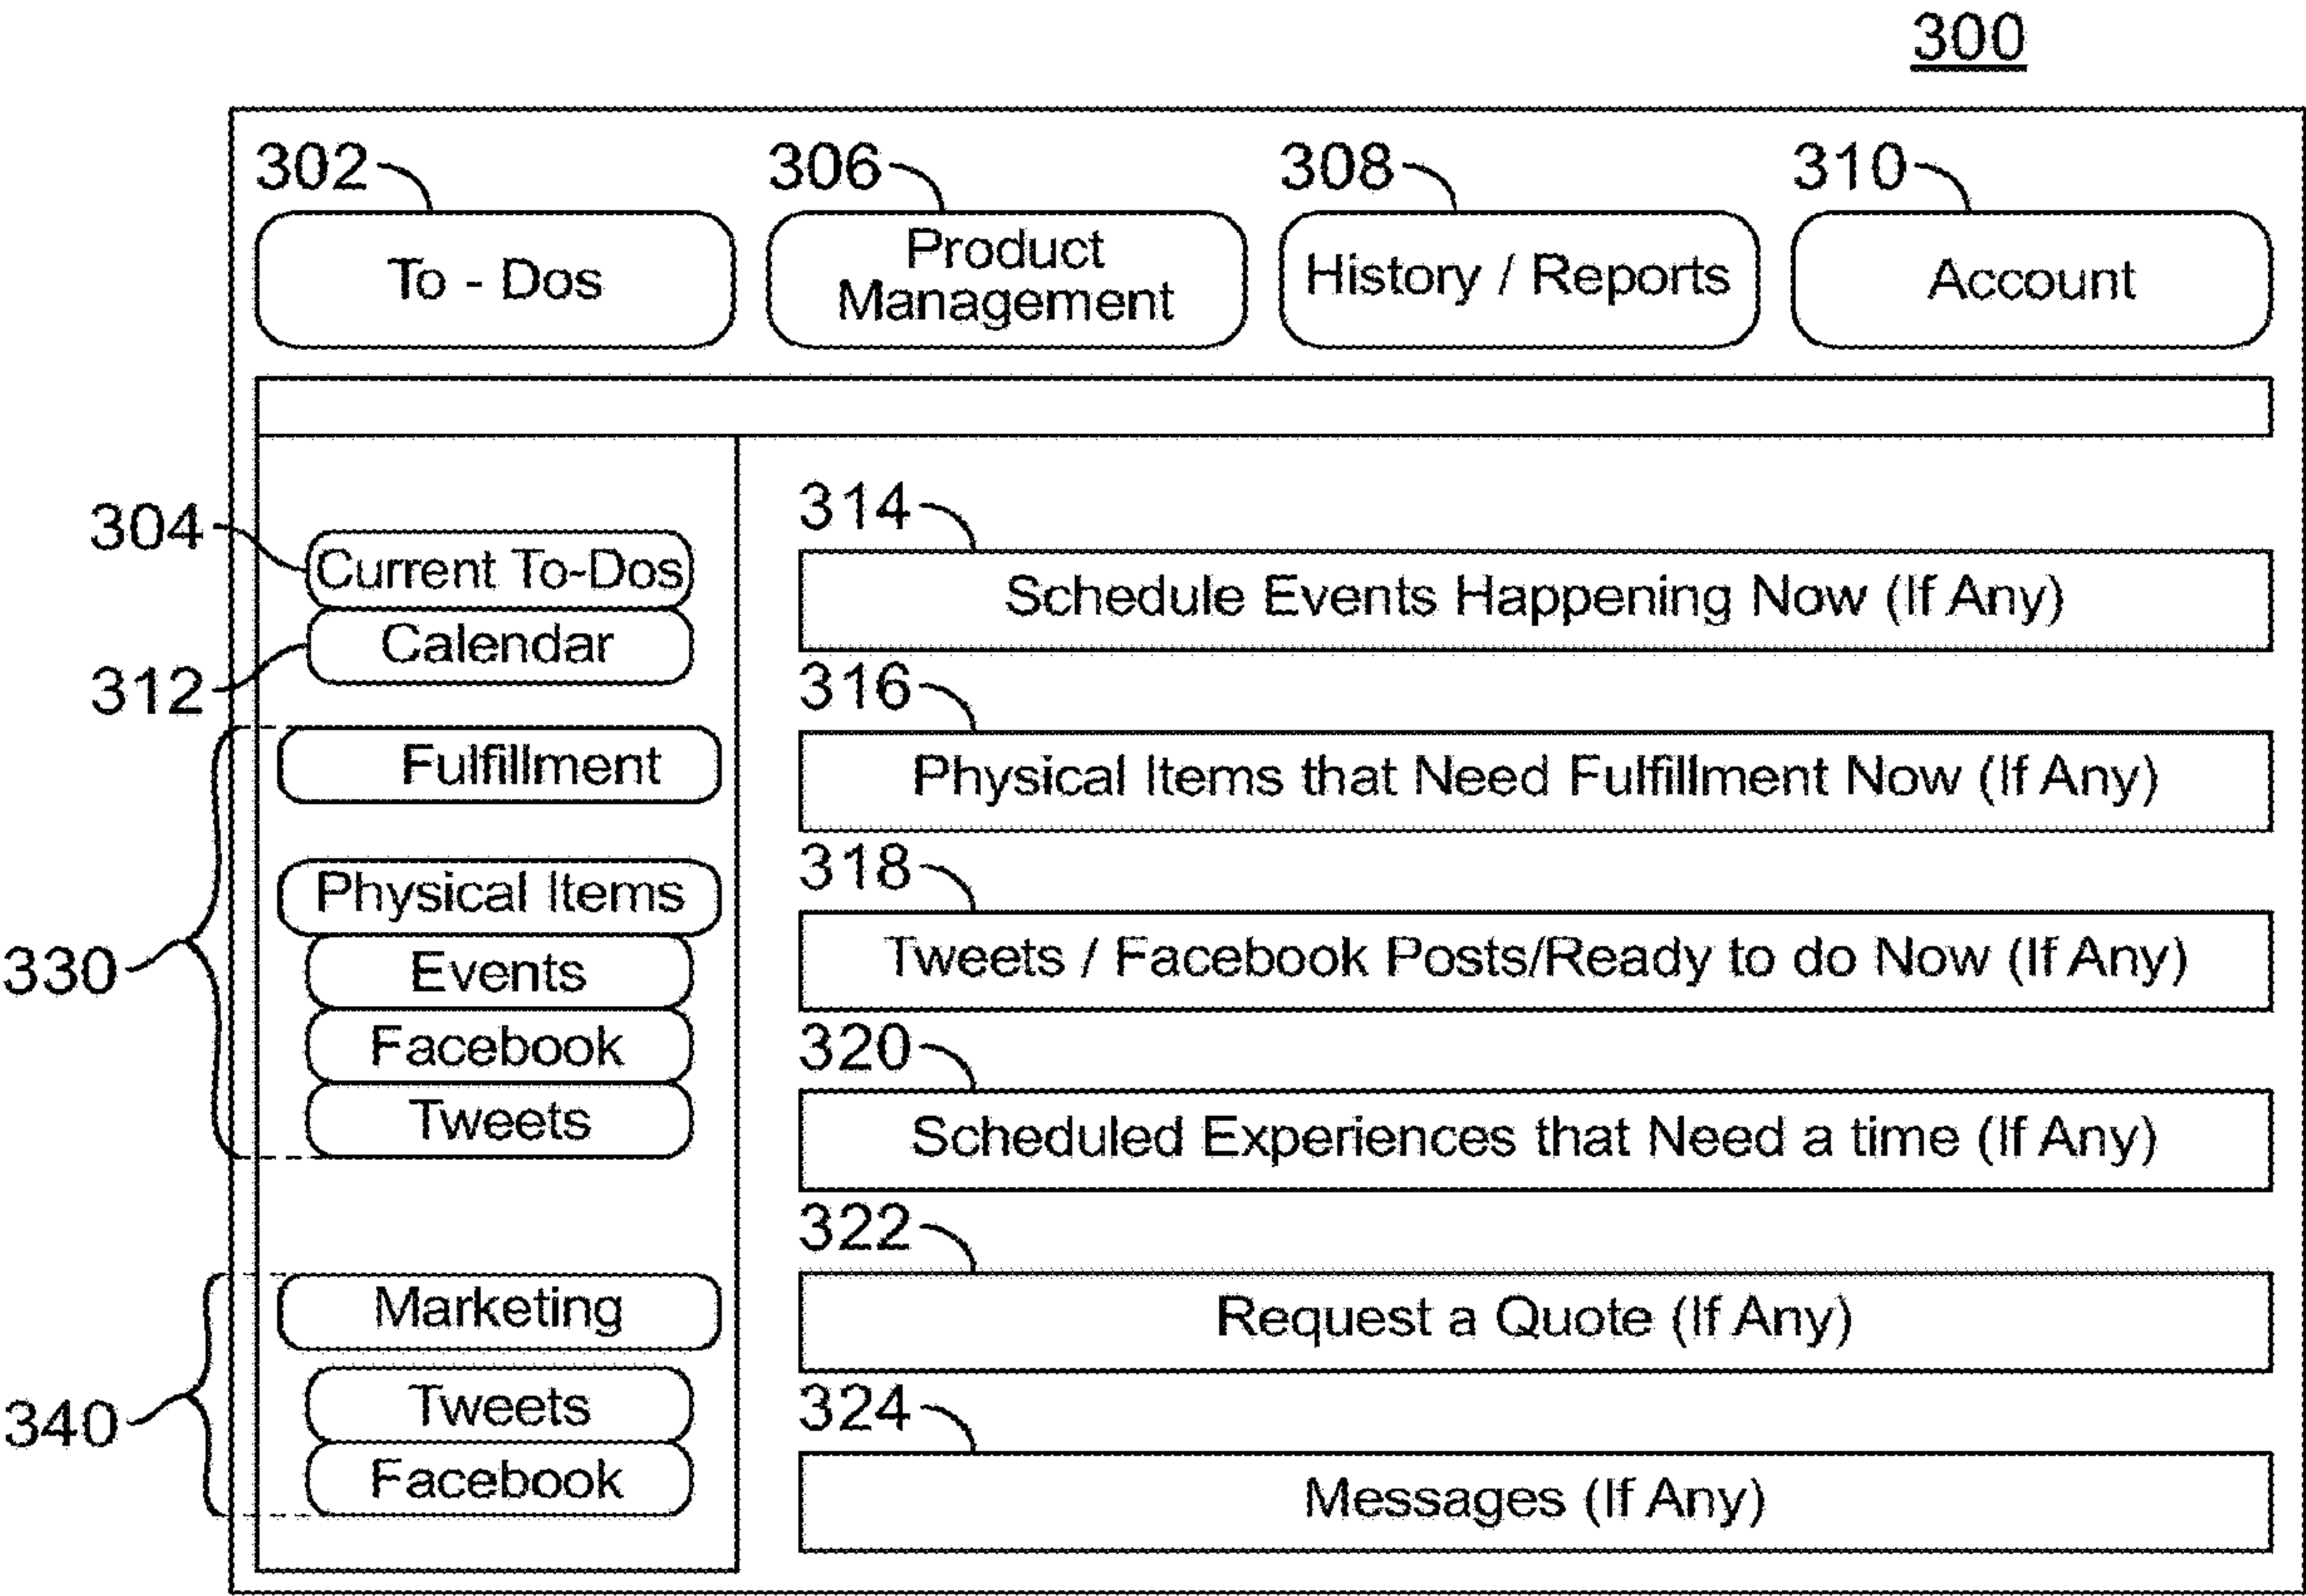 300
302
306
308
310
To - Dos
Product
Management
History / Reports
Account
304
Current To-Dos
312
Calendar
330
Fulfillment
Physical Items
Events
Facebook
Tweets
340
Marketing
Tweets
Facebook
314
Schedule Events Happening Now (If Any)
316
Physical Items that Need Fulfillment Now (If Any)
318
Tweets / Facebook Posts/Ready to do Now (If Any)
320
Scheduled Experiences that Need a time (If Any)
322
Request a Quote (If Any)
324
Messages (If Any)